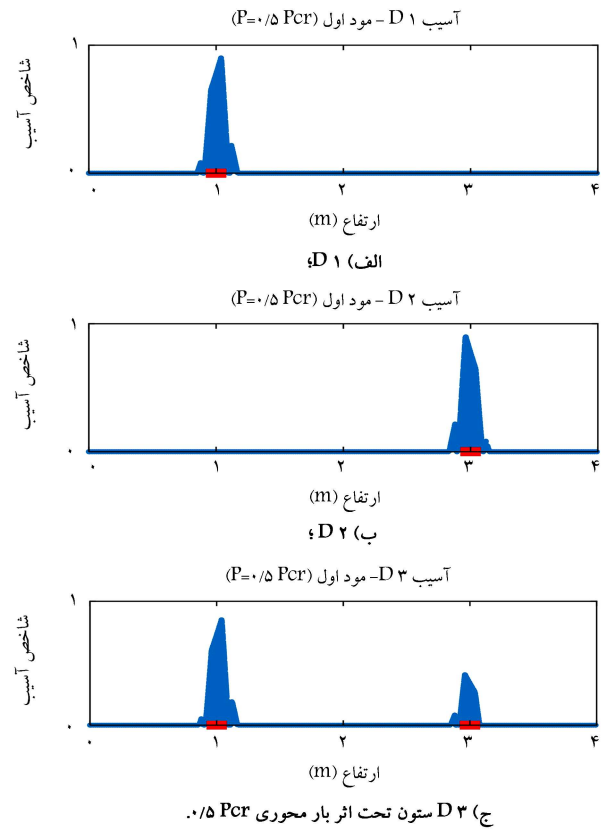 آسیب D ۱ - مود اول (P=۰/۵ Pcr)
۱
شاخص آسیب
۰
۰ ۱ ۲ ۳ ۴
ارتفاع (m)
الف) D ۱؛
آسیب D ۲ - مود اول (P=۰/۵ Pcr)
۱
شاخص آسیب
۰
۰ ۱ ۲ ۳ ۴
ارتفاع (m)
ب) D ۲ ؛
آسیب D ۳- مود اول (P=۰/۵ Pcr)
۱
شاخص آسیب
۰
۰ ۱ ۲ ۳ ۴
ارتفاع (m)
ج) D ۳ ستون تحت اثر بار محوری ۰/۵ Pcr.